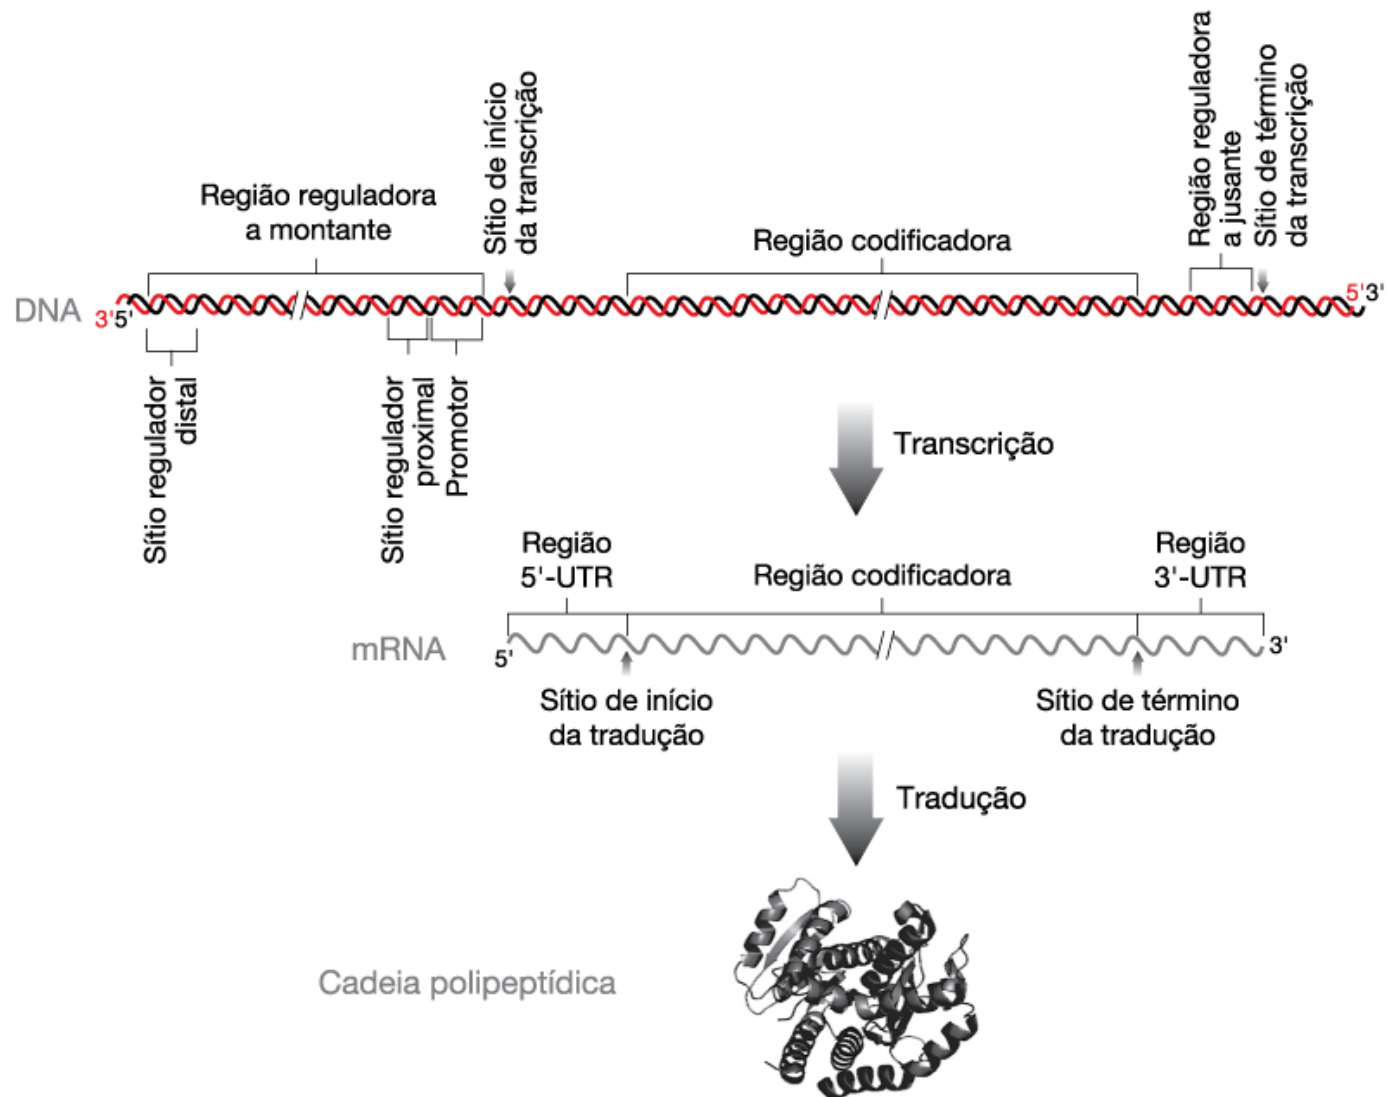 Região reguladora
a montante
Sítio de início
da transcrição
Região codificadora
Região reguladora
a jusante
Sítio de término
da transcrição
DNA
3'5'
5'3'
Sítio regulador
distal
Sítio regulador
proximal
Promotor
Transcrição
Região
5'-UTR
Região codificadora
Região
3'-UTR
mRNA
5'
3'
Sítio de início
da tradução
Sítio de término
da tradução
Tradução
Cadeia polipeptídica